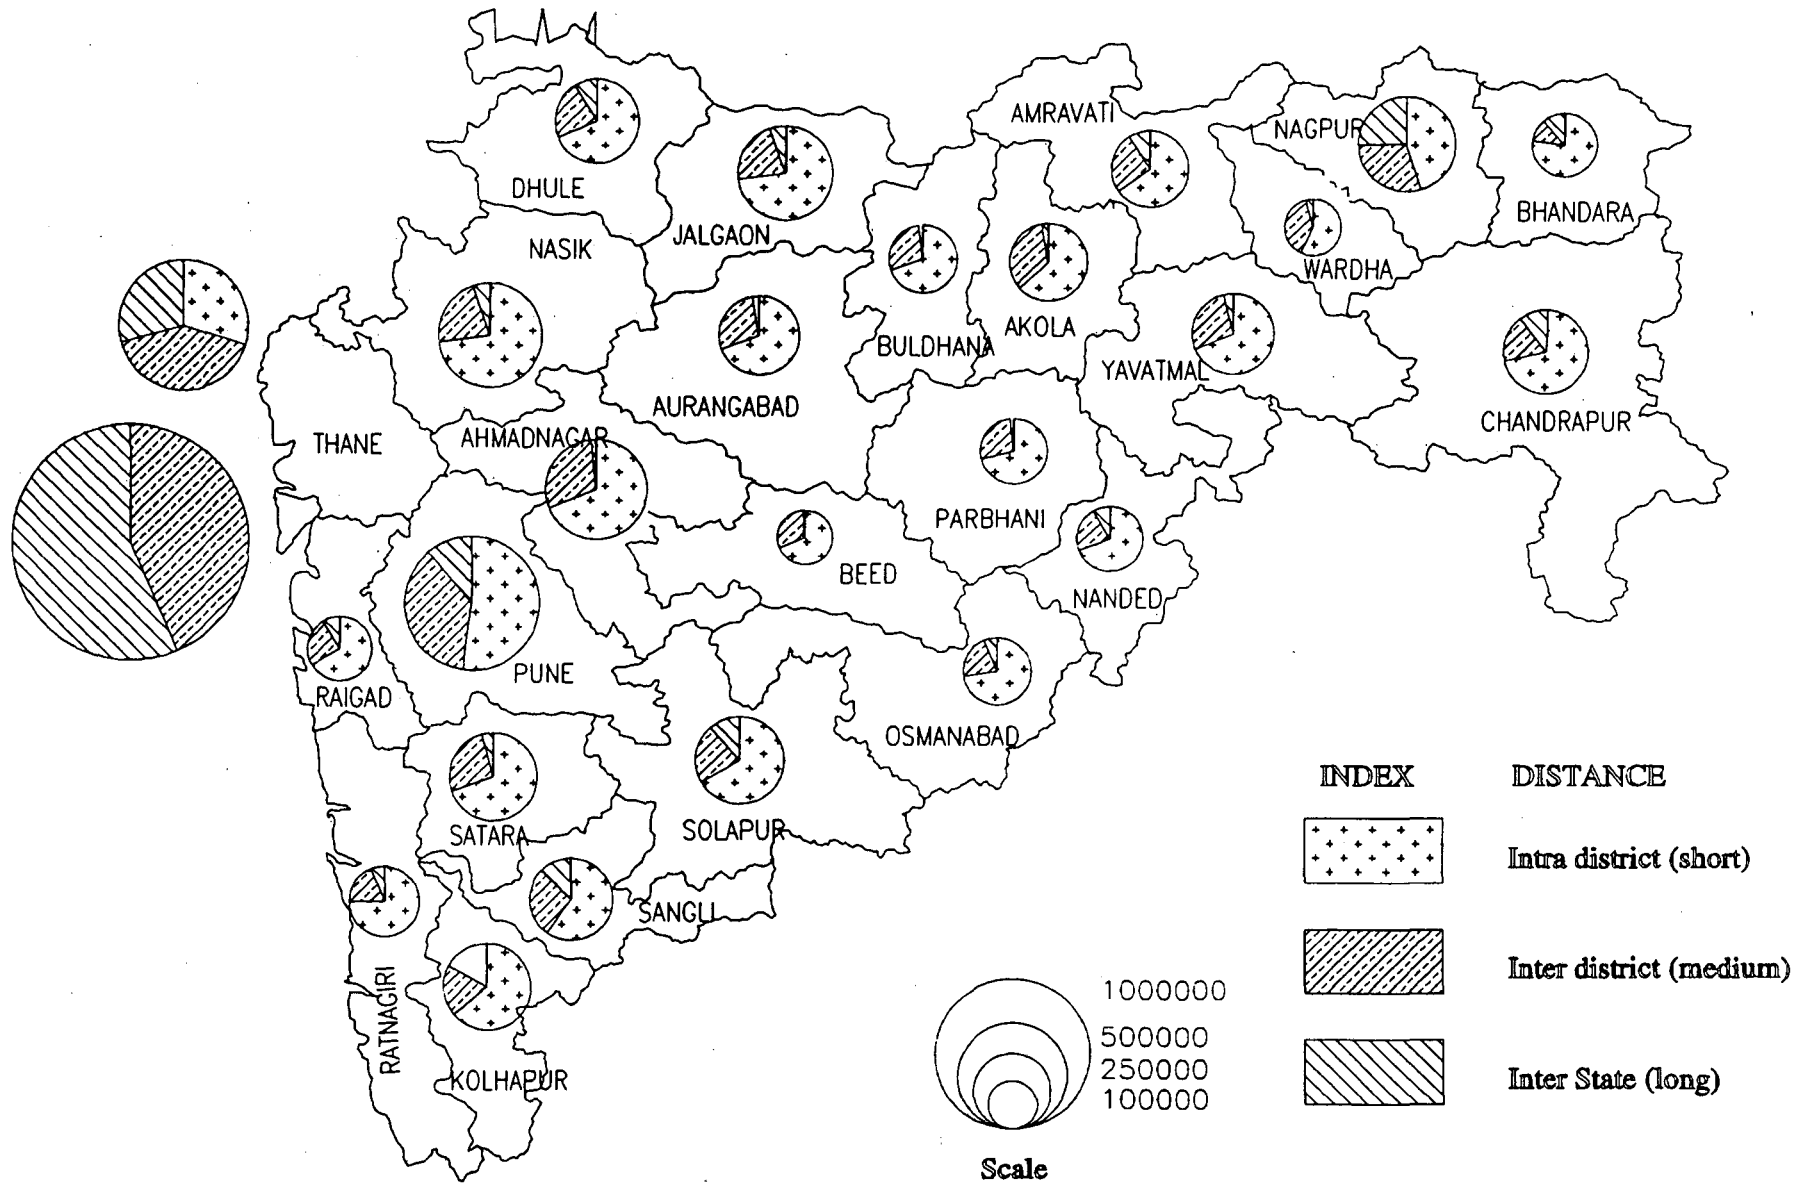 AMRAVATI
NAGPUR
DHULE
BHANDARA
JALGAON
NASIK
WARDHA
AKOLA
BULDHANA
YAVATMAL
AURANGABAD
CHANDRAPUR
THANE
AHMADNAGAR
PARBHANI
BEED
NANDED
PUNE
RAIGAD
OSMANABAD
SATARA
SOLAPUR
SANGLI
RATNAGIRI
KOLHAPUR
INDEX DISTANCE
Intra district (short)
Inter district (medium)
Inter State (long)
1000000
500000
250000
100000
Scale